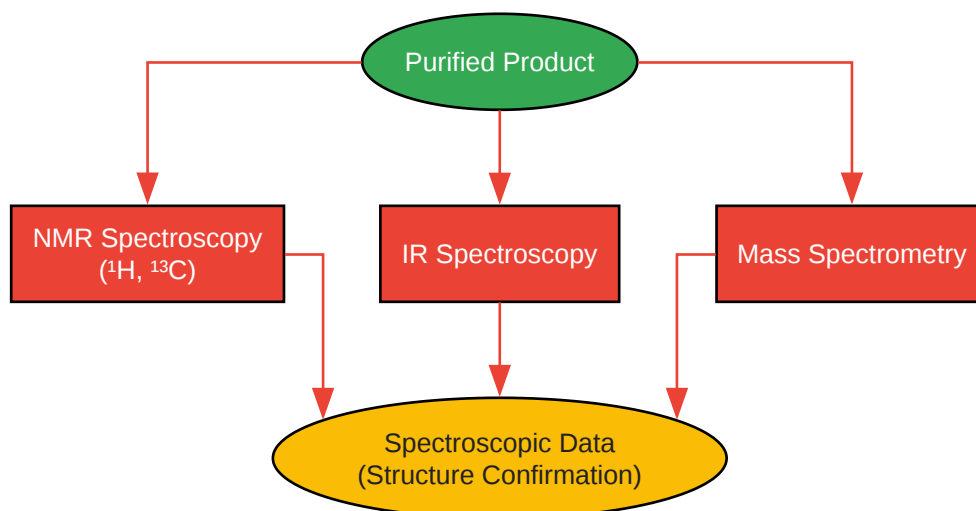 Purified Product
NMR Spectroscopy
(¹H, ¹³C)
IR Spectroscopy
Mass Spectrometry
Spectroscopic Data
(Structure Confirmation)